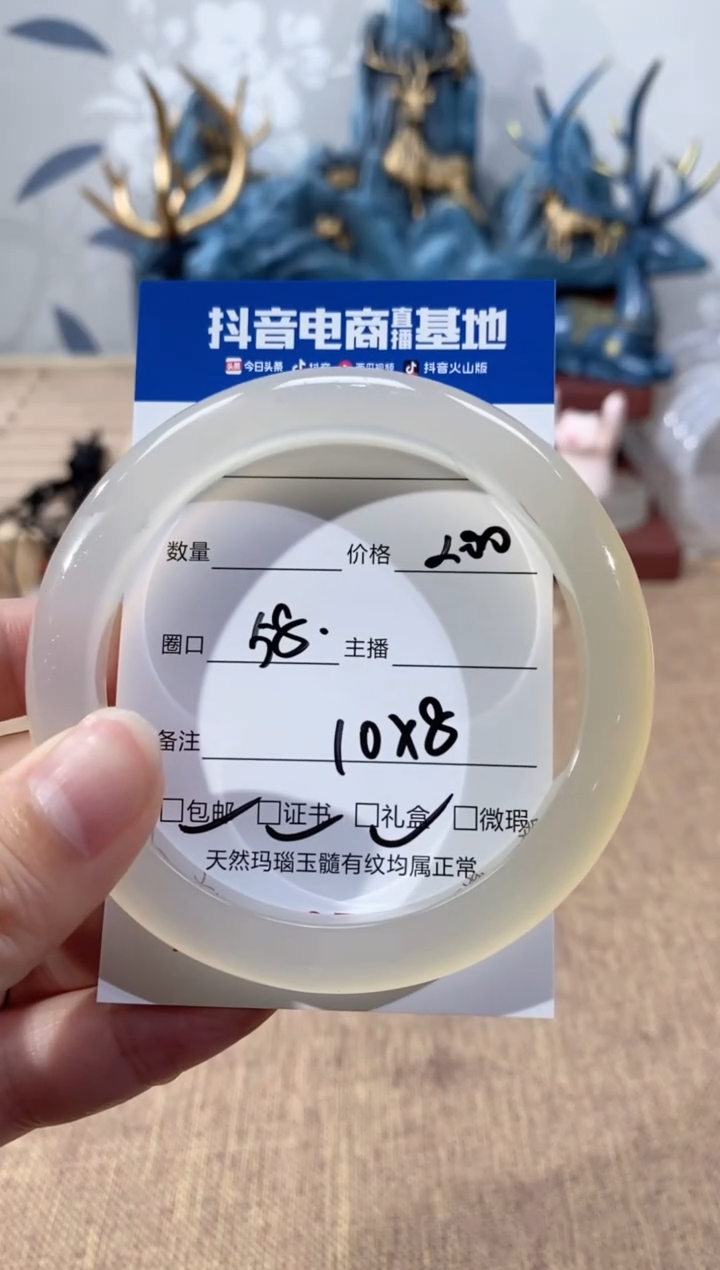 抖音电商直播基地
今日头条 抖音 西瓜视频 抖音火山版
数量 价格 200
圈口 58. 主播
备注 10X8
包邮 证书 礼盒 微瑕
天然玛瑙玉髓有纹均属正常